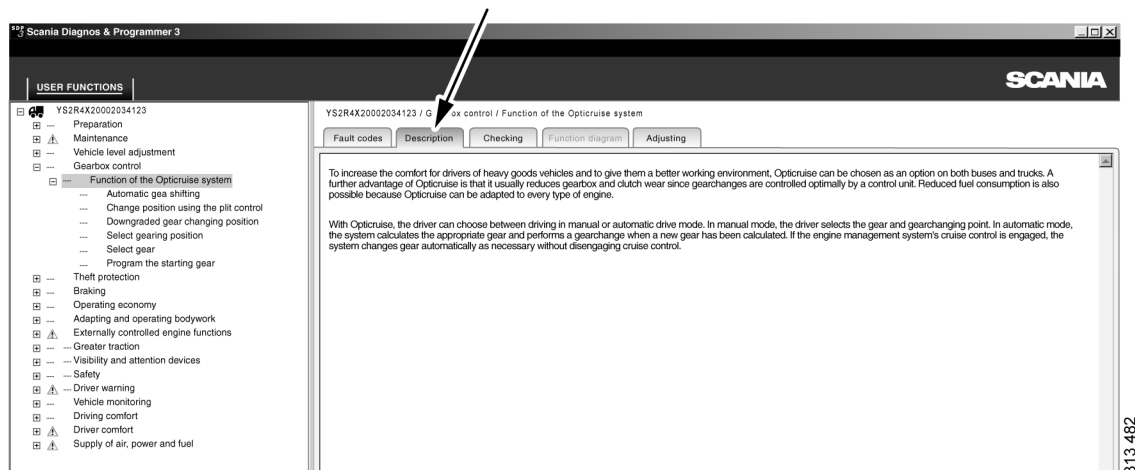 SDP 3 Scania Diagnos & Programmer 3
USER FUNCTIONS
SCANIA
YS2R4X20002034123
Preparation
Maintenance
Vehicle level adjustment
Gearbox control
Function of the Opticruise system
Automatic gea shifting
Change position using the plit control
Downgraded gear changing position
Select gearing position
Select gear
Program the starting gear
Theft protection
Braking
Operating economy
Adapting and operating bodywork
Externally controlled engine functions
Greater traction
Visibility and attention devices
Safety
Driver warning
Vehicle monitoring
Driving comfort
Driver comfort
Supply of air, power and fuel
YS2R4X20002034123 / G ox control / Function of the Opticruise system
Fault codes Description Checking Function diagram Adjusting
To increase the comfort for drivers of heavy goods vehicles and to give them a better working environment, Opticruise can be chosen as an option on both buses and trucks. A
further advantage of Opticruise is that it usually reduces gearbox and clutch wear since gearchanges are controlled optimally by a control unit. Reduced fuel consumption is also
possible because Opticruise can be adapted to every type of engine.
With Opticruise, the driver can choose between driving in manual or automatic drive mode. In manual mode, the driver selects the gear and gearchanging point. In automatic mode,
the system calculates the appropriate gear and performs a gearchange when a new gear has been calculated. If the engine management system's cruise control is engaged, the
system changes gear automatically as necessary without disengaging cruise control.
313 482